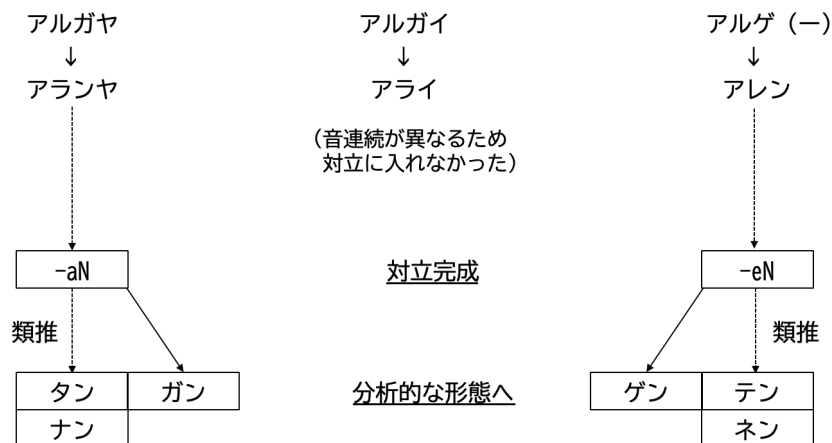 アルガヤ アルガイ アルゲ（ー）
↓ ↓ ↓
アランヤ アライ アレン
（音連続が異なるため
対立に入れなかった）
-aN 対立完成 -eN
類推 類推
タン ガン 分析的な形態へ ゲン テン
ナン ネン